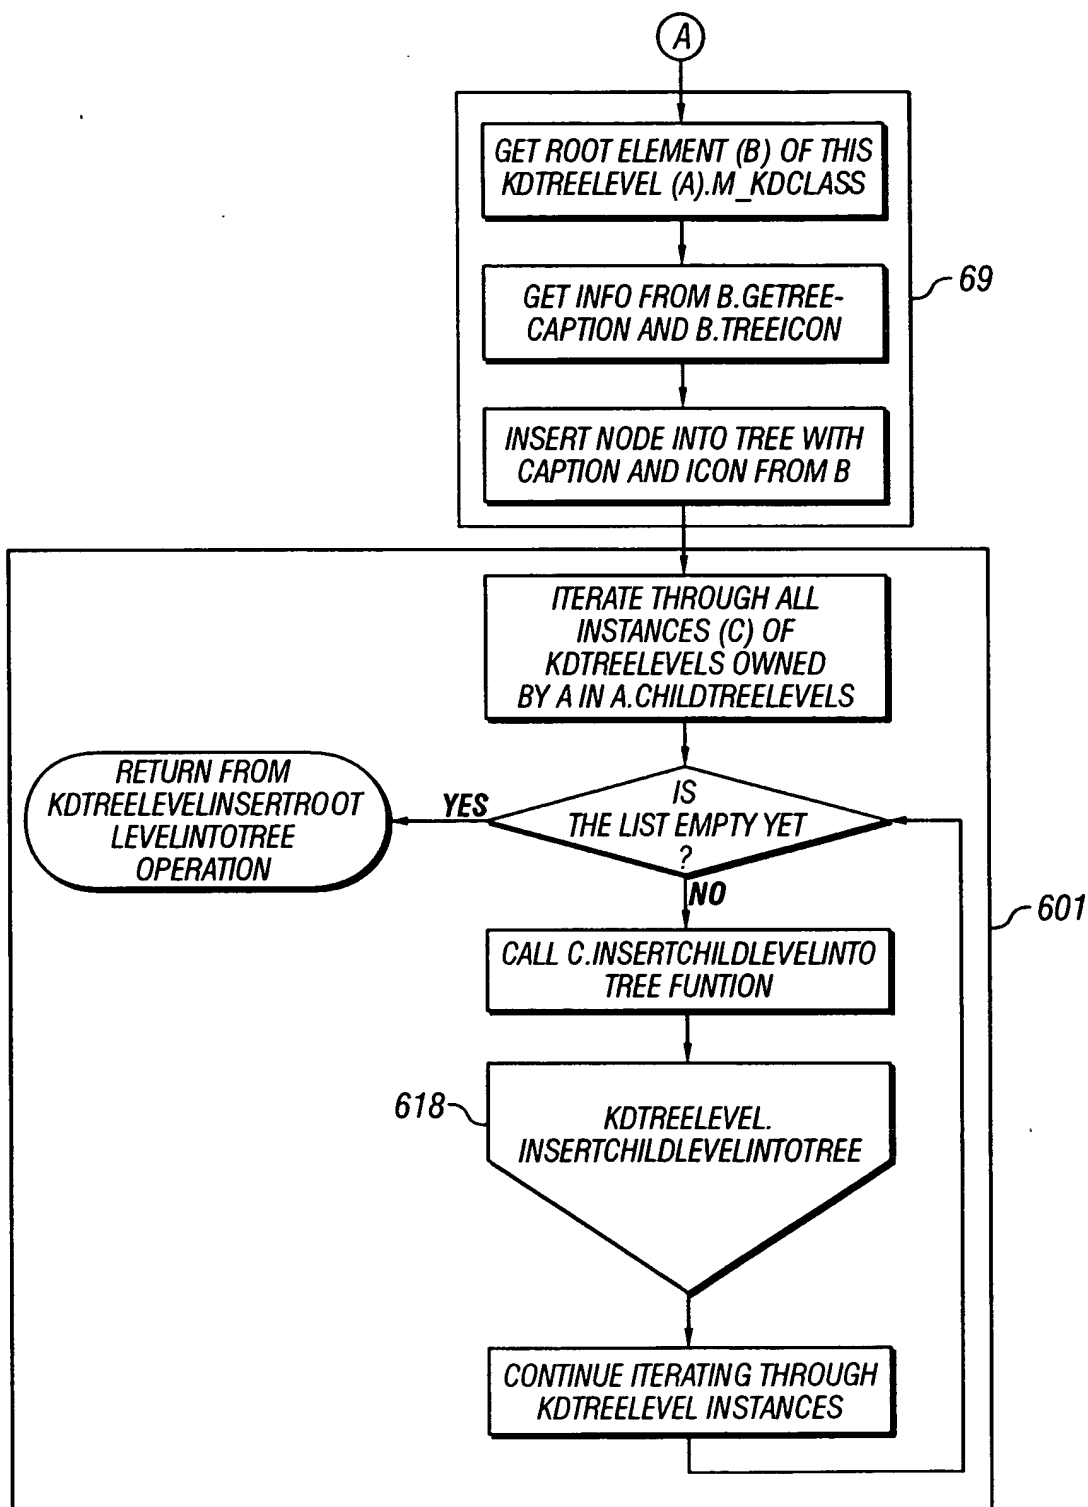 A
GET ROOT ELEMENT (B) OF THIS
KDTREELEVEL (A).M_KDCLASS
GET INFO FROM B.GETREE-
CAPTION AND B.TREEICON
69
INSERT NODE INTO TREE WITH
CAPTION AND ICON FROM B
ITERATE THROUGH ALL
INSTANCES (C) OF
KDTREELEVELS OWNED
BY A IN A.CHILDTREELEVELS
IS
THE LIST EMPTY YET
?
YES
RETURN FROM
KDTREELEVELINSERTROOT
LEVELINTOTREE
OPERATION
NO
601
CALL C.INSERTCHILDLEVELINTO
TREE FUNTION
618
KDTREELEVEL.
INSERTCHILDLEVELINTOTREE
CONTINUE ITERATING THROUGH
KDTREELEVEL INSTANCES